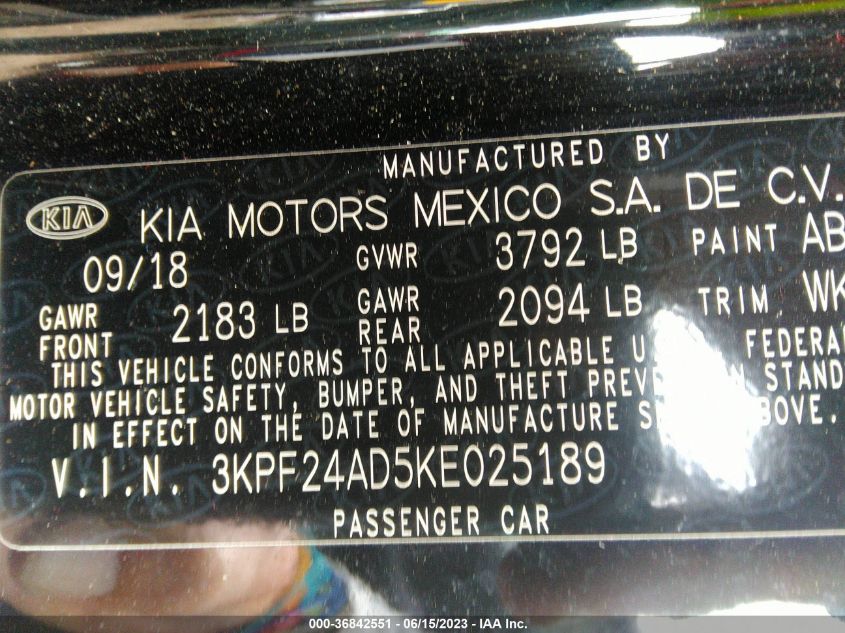 MANUFACTURED BY
KIA KIA MOTORS MEXICO S.A. DE C.V.
09/18 GVWR 3792 LB PAINT AB
GAWR FRONT 2183 LB GAWR REAR 2094 LB TRIM WK
THIS VEHICLE CONFORMS TO ALL APPLICABLE U FEDERA
MOTOR VEHICLE SAFETY, BUMPER, AND THEFT PREV N STAND
IN EFFECT ON THE DATE OF MANUFACTURE S OVE.
V.I.N. 3KPF24AD5KE025189
PASSENGER CAR
000-36842551 - 06/15/2023 - IAA Inc.